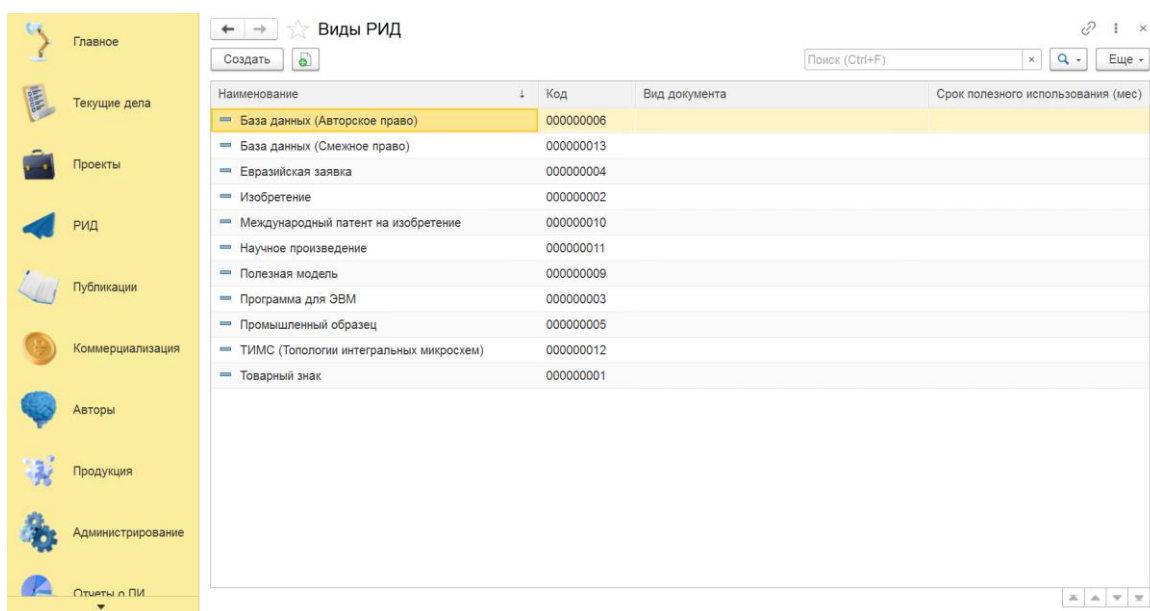 Главное
Текущие дела
Проекты
РИД
Публикации
Коммерциализация
Авторы
Продукция
Администрирование
Отчеты о ПИ
Виды РИД
Создать
Поиск (Ctrl+F)
Еще
Наименование Код Вид документа Срок полезного использования (мес)
База данных (Авторское право) 000000006
База данных (Смежное право) 000000013
Евразийская заявка 000000004
Изобретение 000000002
Международный патент на изобретение 000000010
Научное произведение 000000011
Полезная модель 000000009
Программа для ЭВМ 000000003
Промышленный образец 000000005
ТИМС (Топологии интегральных микросхем) 000000012
Товарный знак 000000001